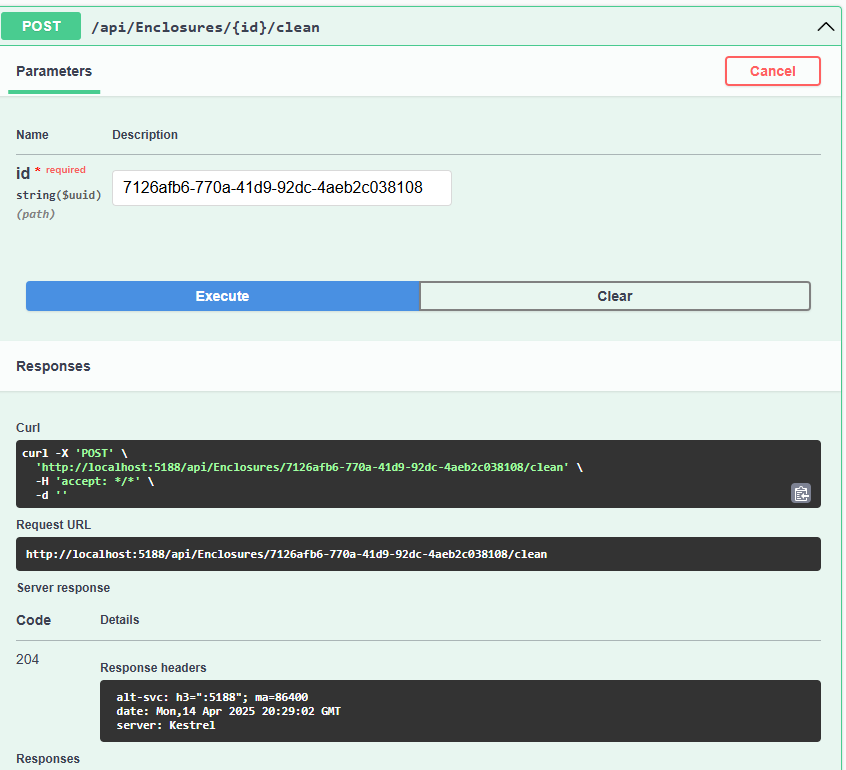 POST /api/Enclosures/{id}/clean
Parameters Cancel
Name Description
id * required
7126afb6-770a-41d9-92dc-4aeb2c038108
string($uuid)
(path)
Execute Clear
Responses
Curl
curl -X 'POST' \
'http://localhost:5188/api/Enclosures/7126afb6-770a-41d9-92dc-4aeb2c038108/clean' \
-H 'accept: */*' \
-d ''
Request URL
http://localhost:5188/api/Enclosures/7126afb6-770a-41d9-92dc-4aeb2c038108/clean
Server response
Code Details
204
Response headers
alt-svc: h3=":5188"; ma=86400
date: Mon,14 Apr 2025 20:29:02 GMT
server: Kestrel
Responses